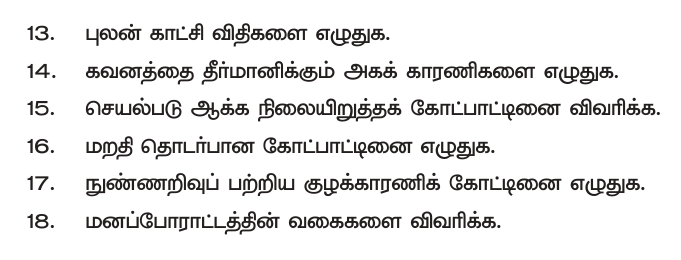 13. புலன் காட்சி விதிகளை எழுதுக.
14. கவனத்தை தீர்மானிக்கும் அகக் காரணிகளை எழுதுக.
15. செயல்படு ஆக்க நிலையிறுத்தக் கோட்பாட்டினை விவரிக்க.
16. மறதி தொடர்பான கோட்பாட்டினை எழுதுக.
17. நுண்ணறிவுப் பற்றிய குழக்காரணிக் கோட்டினை எழுதுக.
18. மனப்போராட்டத்தின் வகைகளை விவரிக்க.